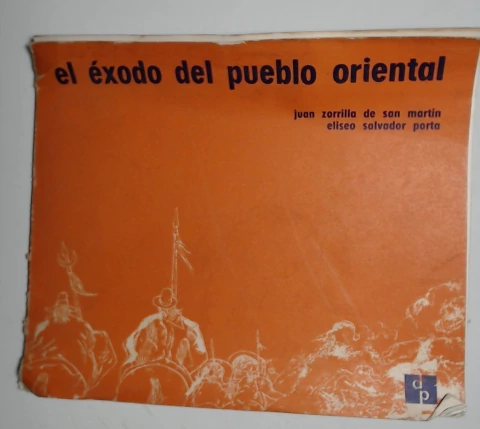 el éxodo del pueblo oriental
juan zorrilla de san martín
eliseo salvador porta
dp